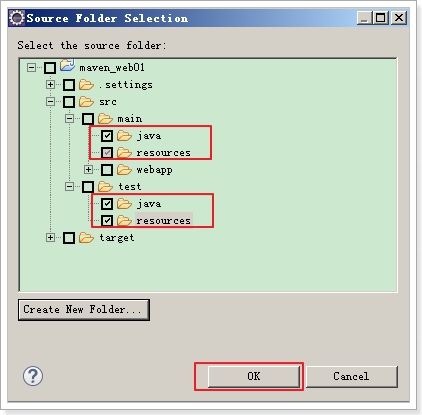 Source Folder Selection
Select the source folder:
maven_web01
.settings
src
main
java
resources
webapp
test
java
resources
target
Create New Folder...
OK
Cancel